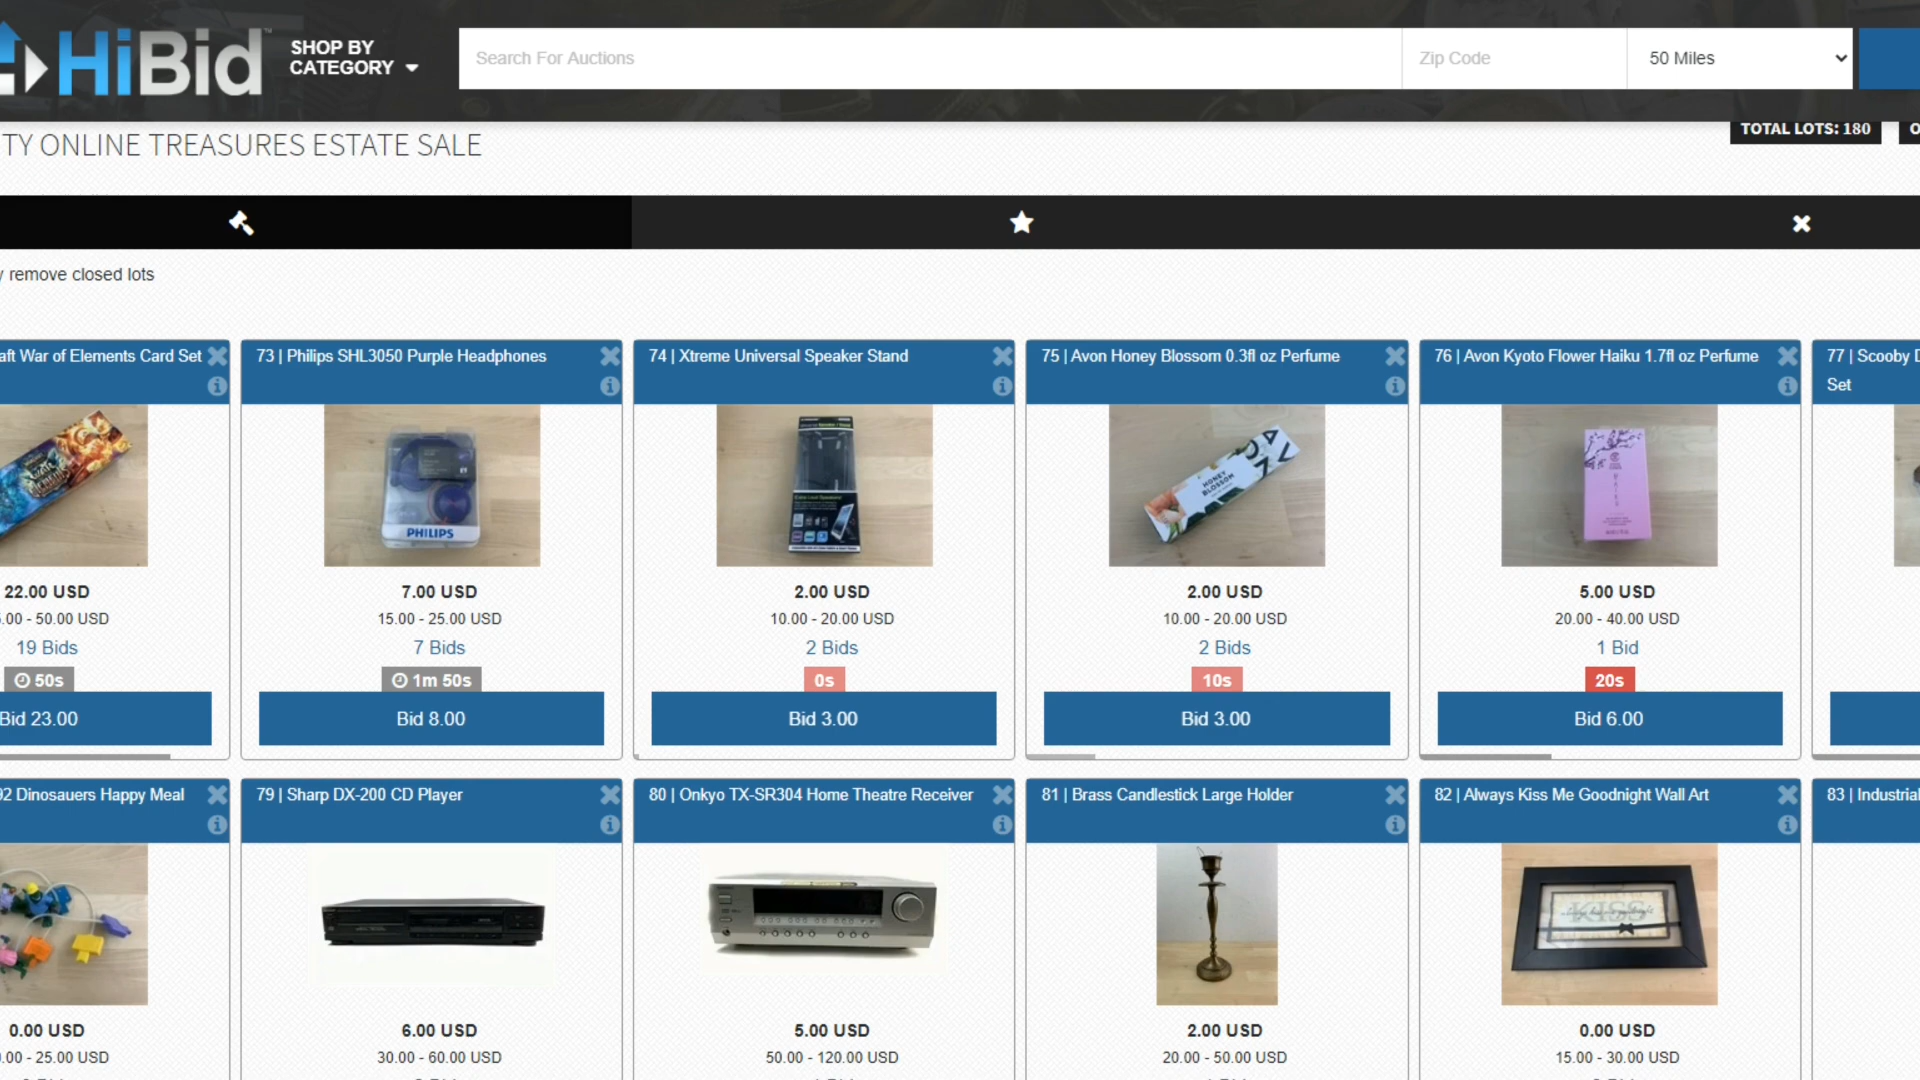 HiBid
SHOP BY
CATEGORY
Search For Auctions
Zip Code
50 Miles
TY ONLINE TREASURES ESTATE SALE
TOTAL LOTS: 180
remove closed lots
aft War of Elements Card Set
73 | Philips SHL3050 Purple Headphones
74 | Xtreme Universal Speaker Stand
75 | Avon Honey Blossom 0.3fl oz Perfume
76 | Avon Kyoto Flower Haiku 1.7fl oz Perfume
77 | Scooby D
Set
PHILIPS
AVON
HONEY
BLOSSOM
22.00 USD
7.00 USD
2.00 USD
2.00 USD
5.00 USD
.00 - 50.00 USD
15.00 - 25.00 USD
10.00 - 20.00 USD
10.00 - 20.00 USD
20.00 - 40.00 USD
19 Bids
7 Bids
2 Bids
2 Bids
1 Bid
50s
1m 50s
0s
10s
20s
Bid 23.00
Bid 8.00
Bid 3.00
Bid 3.00
Bid 6.00
92 Dinosauers Happy Meal
79 | Sharp DX-200 CD Player
80 | Onkyo TX-SR304 Home Theatre Receiver
81 | Brass Candlestick Large Holder
82 | Always Kiss Me Goodnight Wall Art
83 | Industrial
KISS
0.00 USD
6.00 USD
5.00 USD
2.00 USD
0.00 USD
.00 - 25.00 USD
30.00 - 60.00 USD
50.00 - 120.00 USD
20.00 - 50.00 USD
15.00 - 30.00 USD